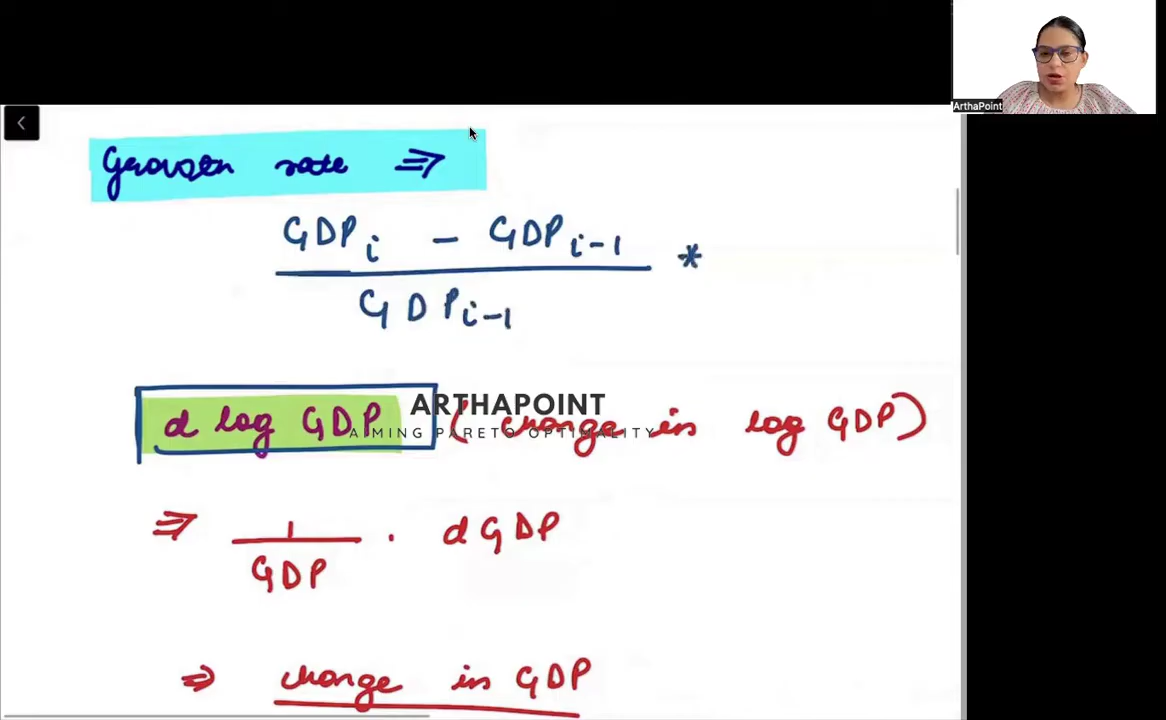 ArthaPoint
Growth rate ⇒
GDPi - GDPi-1 *
GDPi-1
d log GDP (change in log GDP)
ARTHAPOINT
AIMING PARETO OPTIMALITY
⇒ 1 . dGDP
GDP
⇒ change in GDP